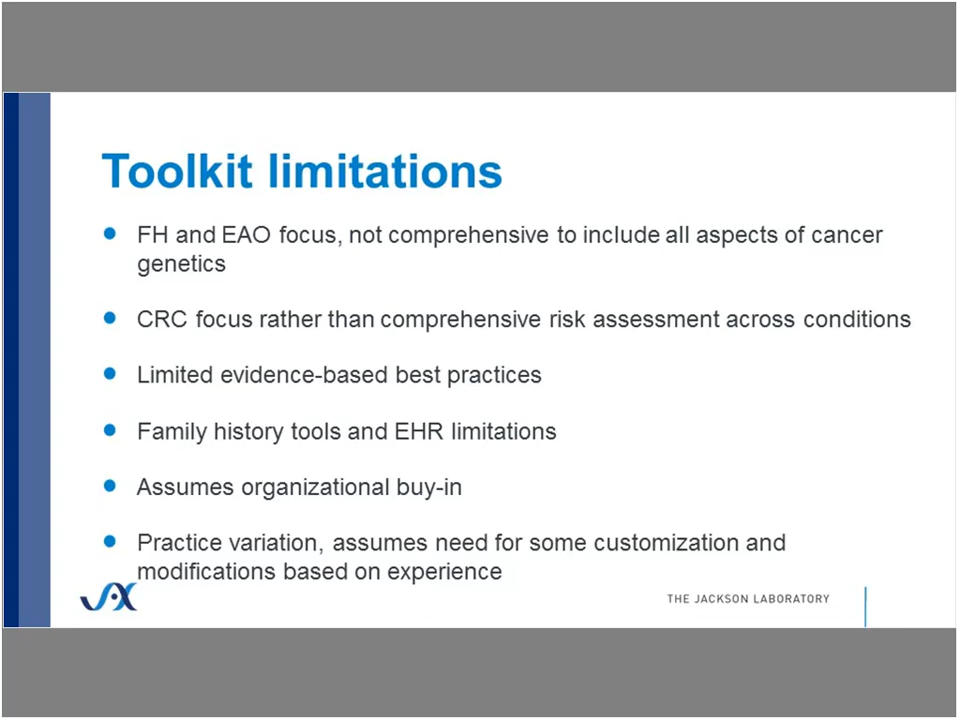 Toolkit limitations
FH and EAO focus, not comprehensive to include all aspects of cancer
genetics
CRC focus rather than comprehensive risk assessment across conditions
Limited evidence-based best practices
Family history tools and EHR limitations
Assumes organizational buy-in
Practice variation, assumes need for some customization and
modifications based on experience
JAX
THE JACKSON LABORATORY